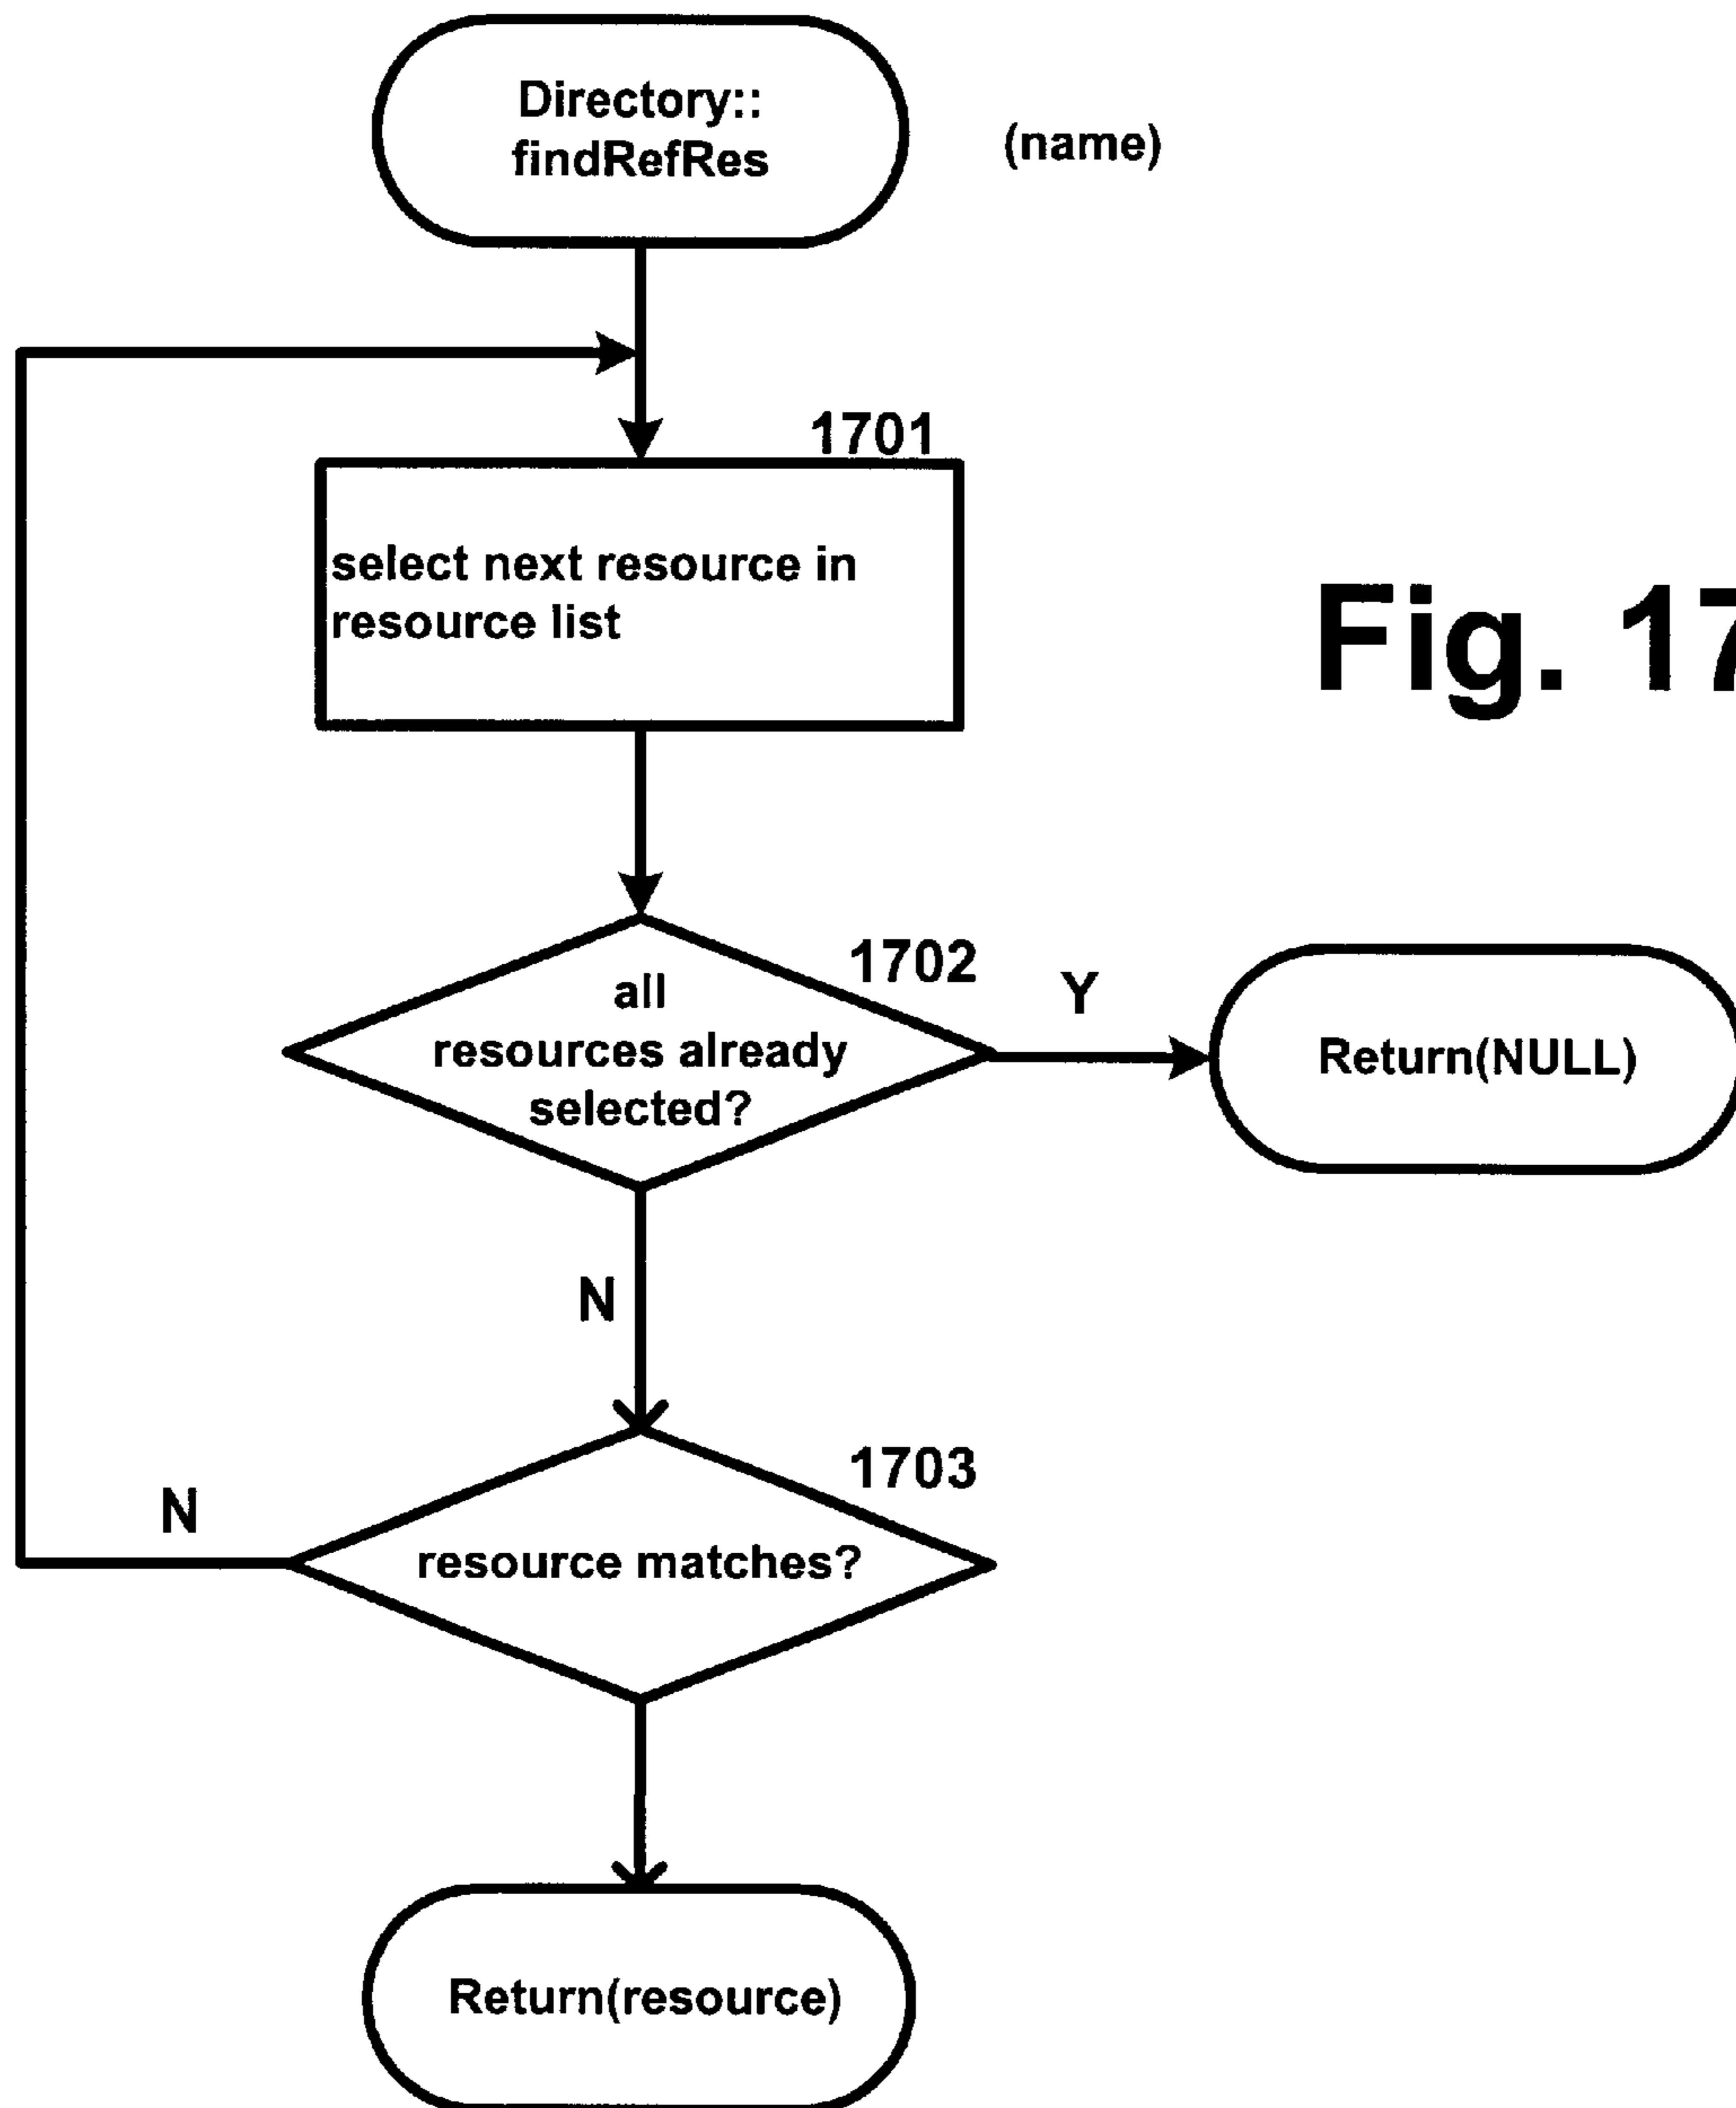 Directory::
findRefRes
(name)
1701
select next resource in
resource list
Fig. 17
1702
all
resources already
selected?
Y
Return(NULL)
N
1703
N
resource matches?
Return(resource)